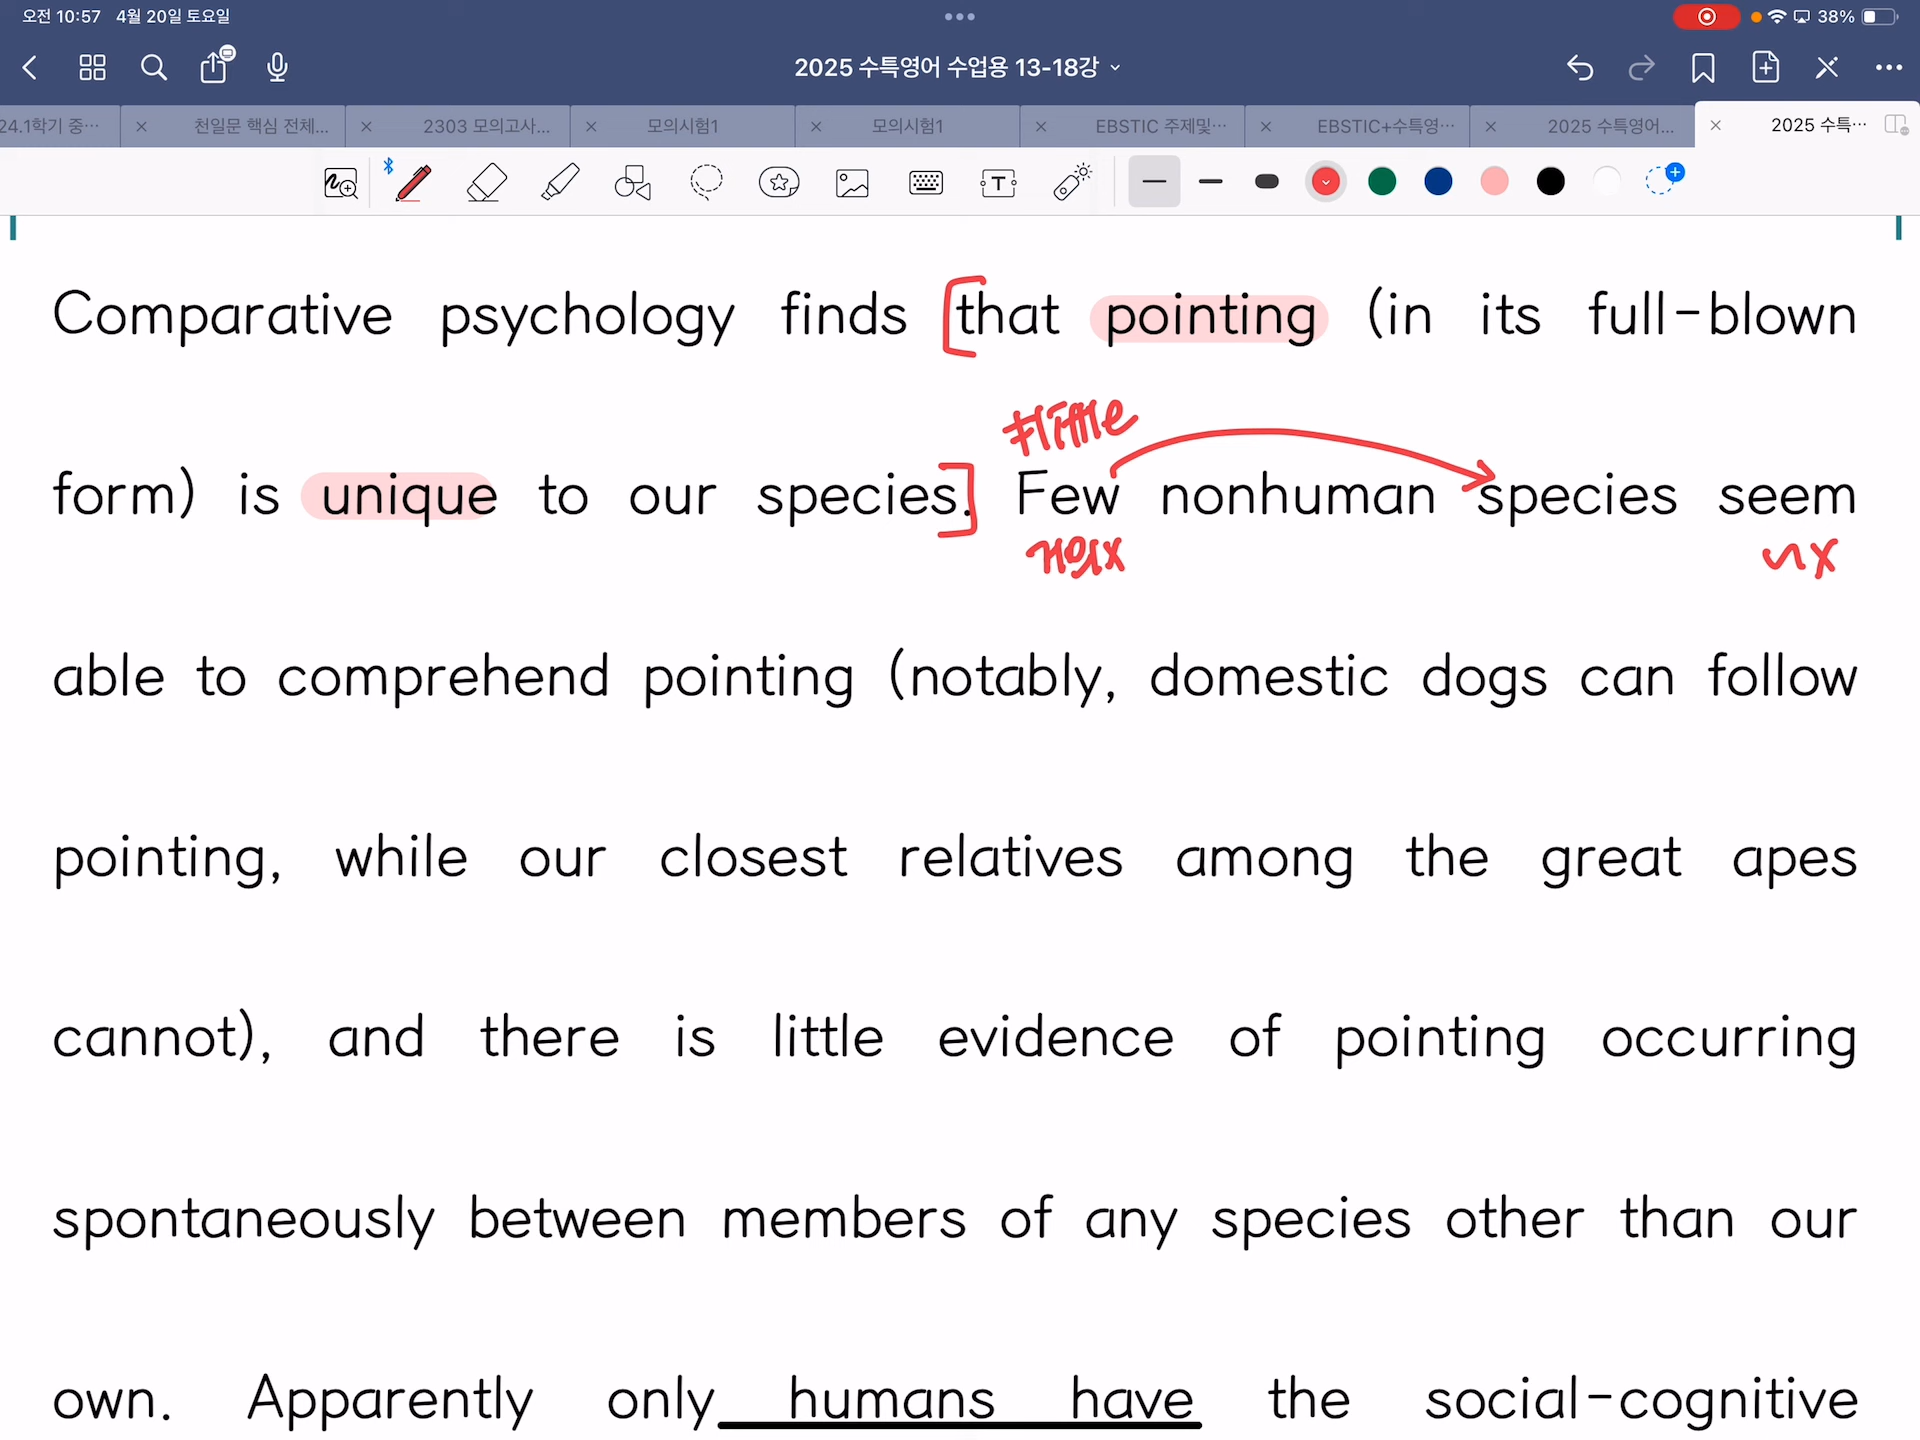 오전 10:57 4월 20일 토요일
38%
2025 수특영어 수업용 13-18강
24.1학기 중…
천일문 핵심 전체...
2303 모의고사...
모의시험1
모의시험1
EBSTIC 주제및…
EBSTIC+수특영…
2025 수특영어...
2025 수특…
Comparative psychology finds [that pointing (in its full-blown
≠little
form) is unique to our species.] Few nonhuman species seem
거의x
able to comprehend pointing (notably, domestic dogs can follow
pointing, while our closest relatives among the great apes
cannot), and there is little evidence of pointing occurring
spontaneously between members of any species other than our
own. Apparently only humans have the social-cognitive